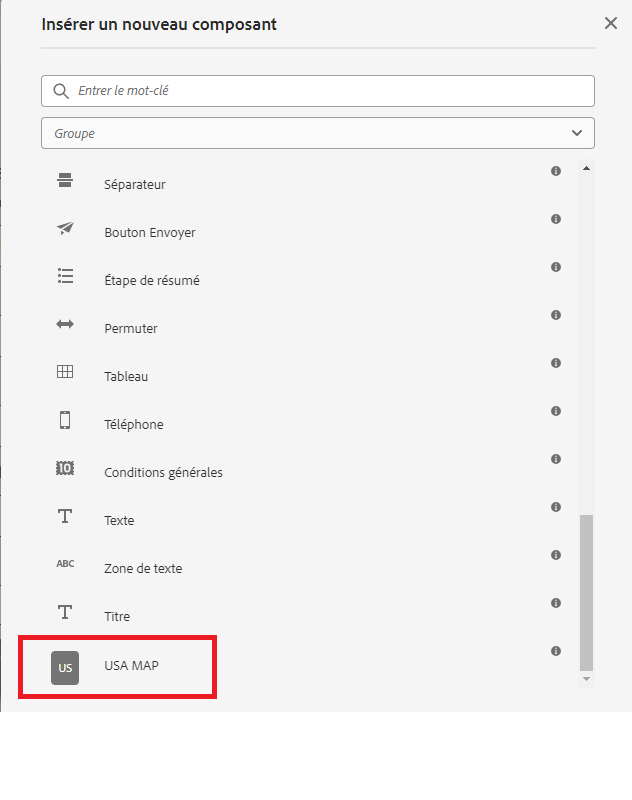 Insérer un nouveau composant
Entrer le mot-clé
Groupe
Séparateur
Bouton Envoyer
Étape de résumé
Permuter
Tableau
Téléphone
10 Conditions générales
Texte
ABC Zone de texte
Titre
US USA MAP